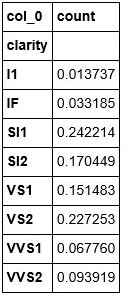 col_0 count
clarity
I1 0.013737
IF 0.033185
SI1 0.242214
SI2 0.170449
VS1 0.151483
VS2 0.227253
VVS1 0.067760
VVS2 0.093919